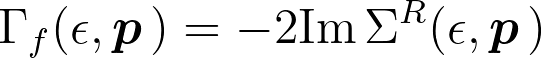 Γ_f(ϵ, 𝒑 ) = −2Im Σ^R(ϵ, 𝒑 )